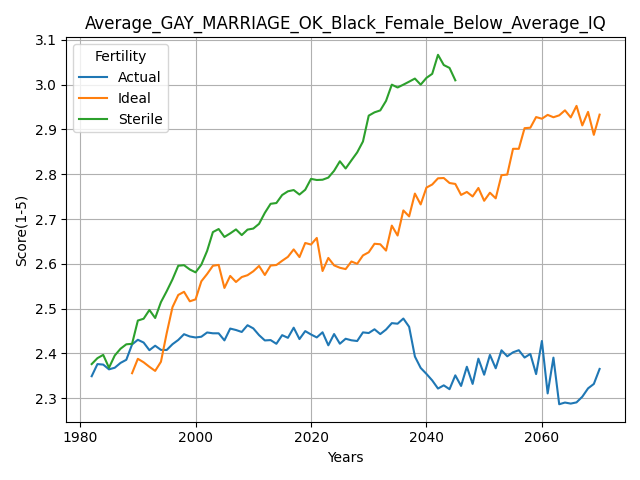 Average_GAY_MARRIAGE_OK_Black_Female_Below_Average_IQ
Fertility
Actual
Ideal
Sterile
Score(1-5)
3.1
3.0
2.9
2.8
2.7
2.6
2.5
2.4
2.3
1980 2000 2020 2040 2060
Years